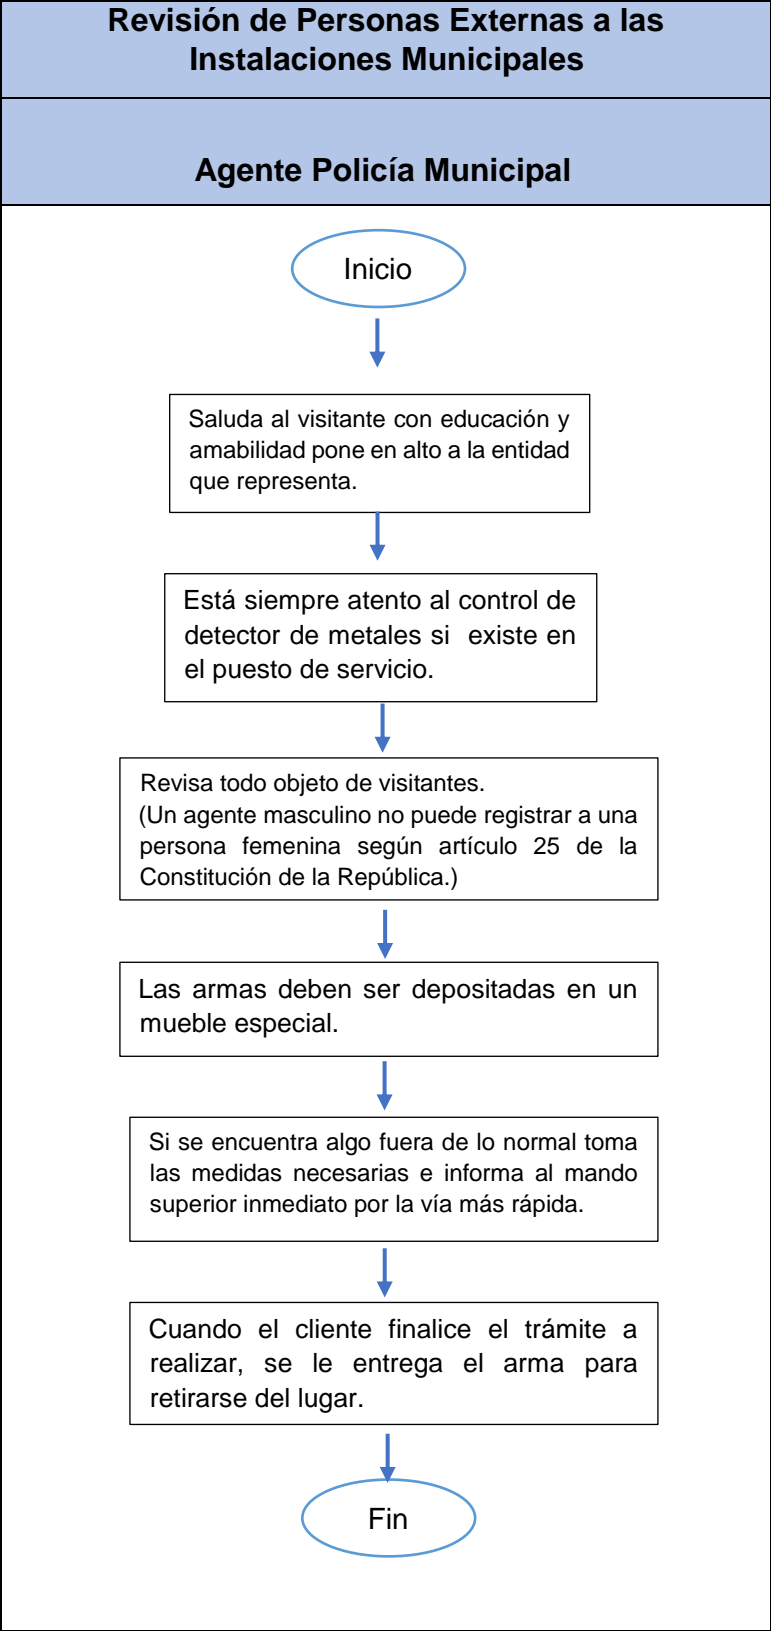 Revisión de Personas Externas a las
Instalaciones Municipales
Agente Policía Municipal
Inicio
Saluda al visitante con educación y
amabilidad pone en alto a la entidad
que representa.
Está siempre atento al control de
detector de metales si existe en
el puesto de servicio.
Revisa todo objeto de visitantes.
(Un agente masculino no puede registrar a una
persona femenina según artículo 25 de la
Constitución de la República.)
Las armas deben ser depositadas en un
mueble especial.
Si se encuentra algo fuera de lo normal toma
las medidas necesarias e informa al mando
superior inmediato por la vía más rápida.
Cuando el cliente finalice el trámite a
realizar, se le entrega el arma para
retirarse del lugar.
Fin